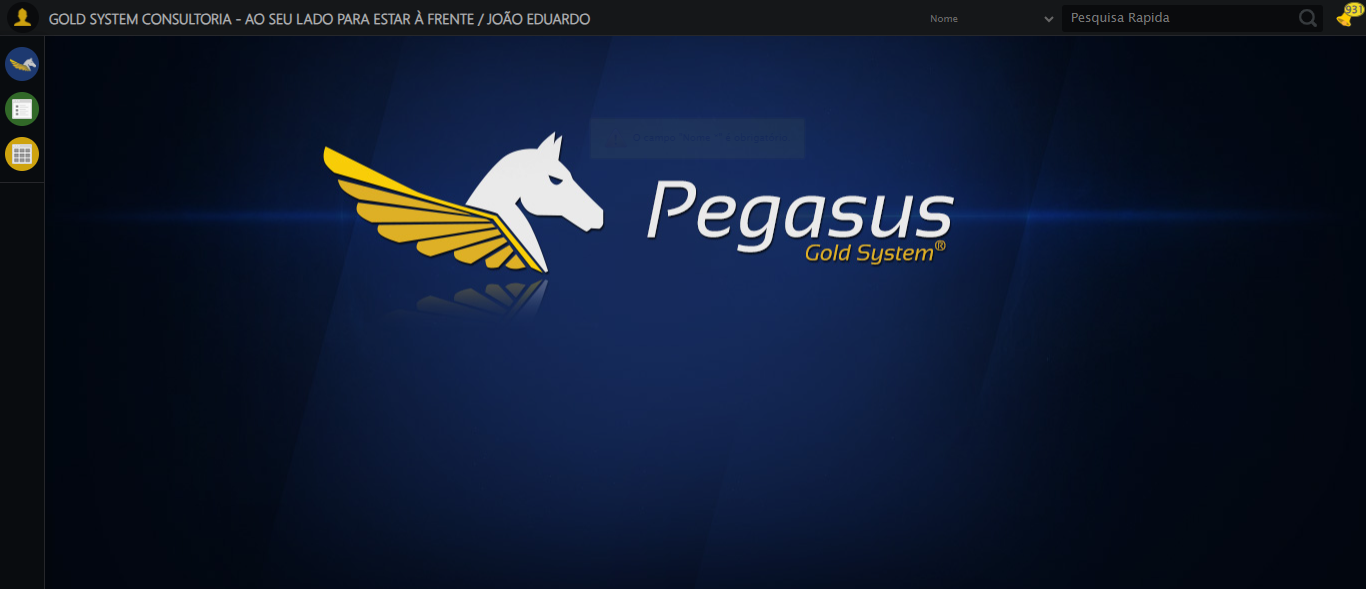 GOLD SYSTEM CONSULTORIA - AO SEU LADO PARA ESTAR À FRENTE / JOÃO EDUARDO
Nome
Pesquisa Rapida
931
Pegasus
Gold System®